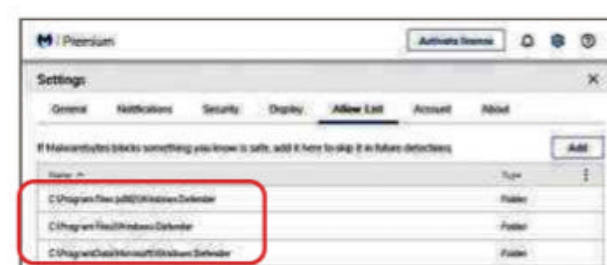 Premium
Activate license
Settings
General Notifications Security Display Allow List Account About
If Malwarebytes blocks something you know is safe, add it here to skip it in future detections.
Add
Name Type
C:\Program Files (x86)\Windows Defender Folder
C:\Program Files\Windows Defender Folder
C:\ProgramData\Microsoft\Windows Defender Folder